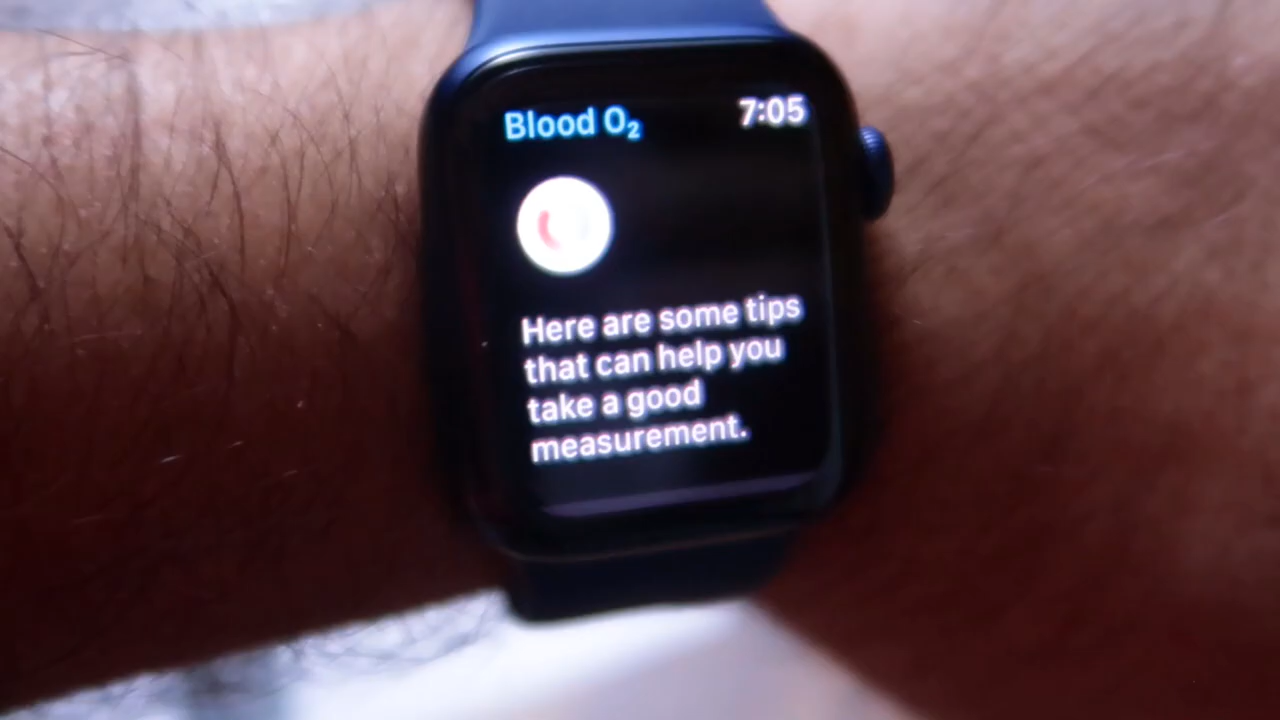 Blood O₂ 7:05
Here are some tips
that can help you
take a good
measurement.